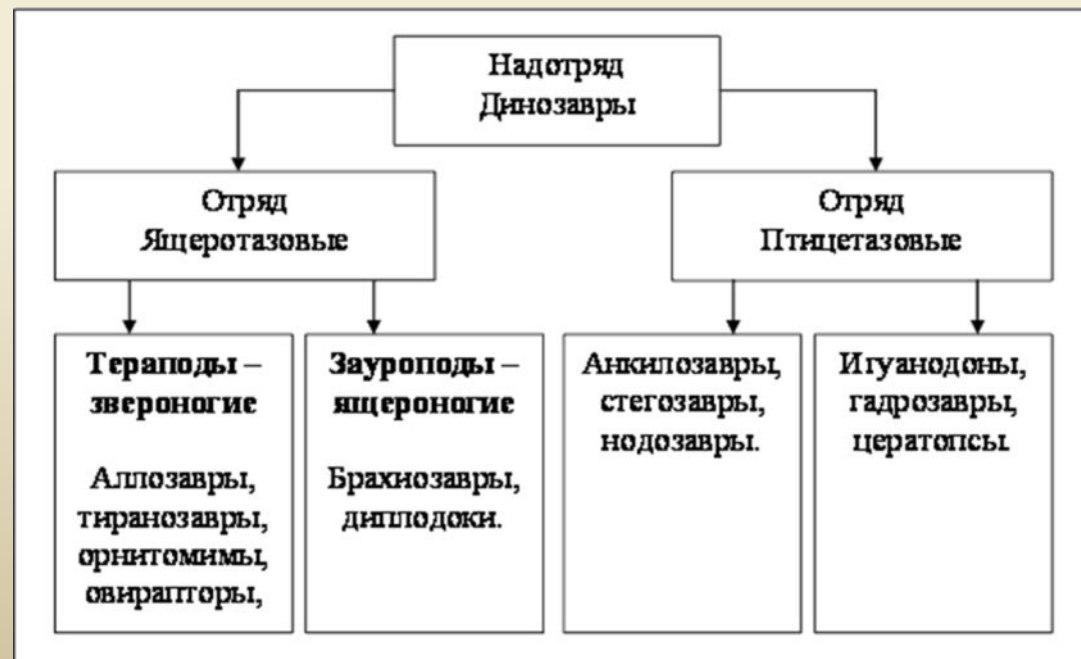 Надотряд
Динозавры
Отряд
Ящеротазовые
Отряд
Птицетазовые
Тераподы –
звероногие
Аллозавры,
тиранозавры,
орнитомимы,
овирапторы,
Зауроподы –
ящероногие
Брахиозавры,
диплодоки.
Анкилозавры,
стегозавры,
нодозавры.
Игуанодоны,
гадрозавры,
цератопсы.